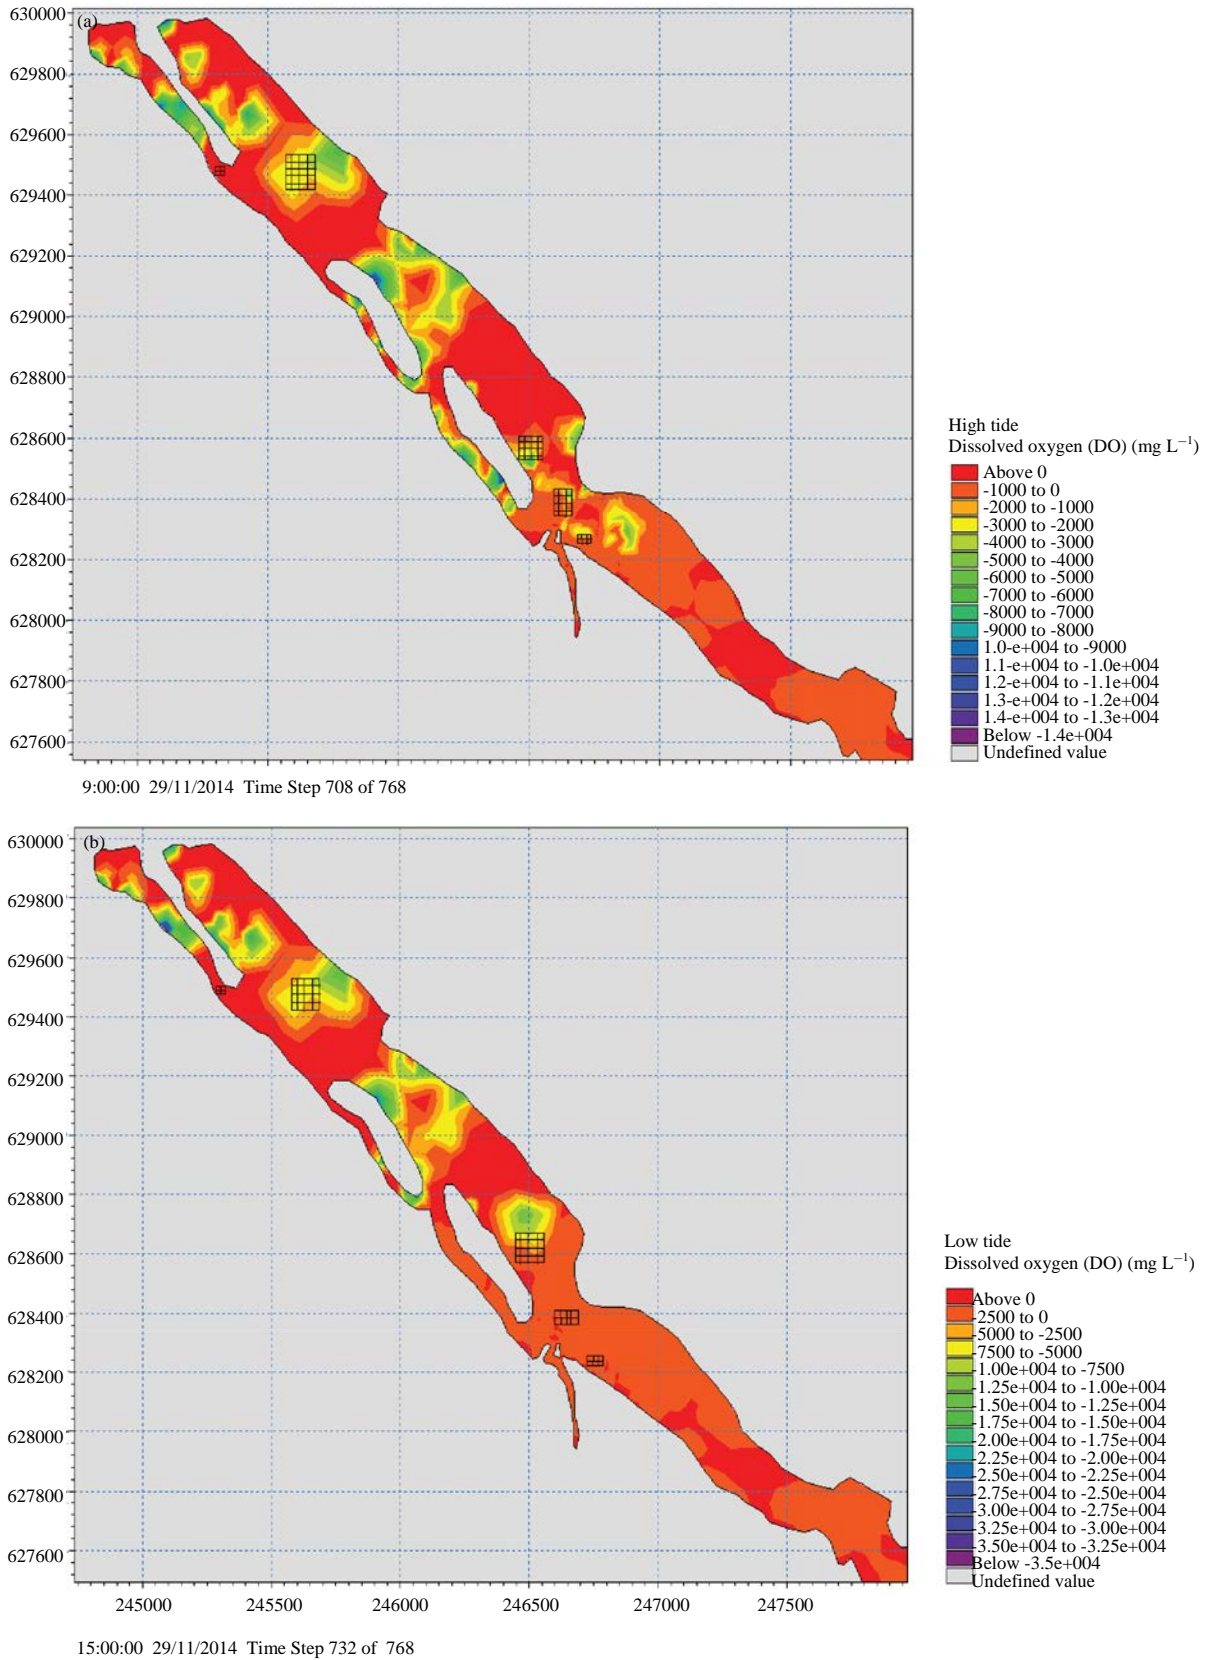 (a)
630000
629800
629600
629400
629200
629000
628800
628600
628400
628200
628000
627800
627600
High tide
Dissolved oxygen (DO) (mg L⁻¹)
Above 0
-1000 to 0
-2000 to -1000
-3000 to -2000
-4000 to -3000
-5000 to -4000
-6000 to -5000
-7000 to -6000
-8000 to -7000
-9000 to -8000
1.0-e+004 to -9000
1.1-e+004 to -1.0e+004
1.2-e+004 to -1.1e+004
1.3-e+004 to -1.2e+004
1.4-e+004 to -1.3e+004
Below -1.4e+004
Undefined value
9:00:00 29/11/2014 Time Step 708 of 768
(b)
630000
629800
629600
629400
629200
629000
628800
628600
628400
628200
628000
627800
627600
245000 245500 246000 246500 247000 247500
Low tide
Dissolved oxygen (DO) (mg L⁻¹)
Above 0
-2500 to 0
-5000 to -2500
-7500 to -5000
-1.00e+004 to -7500
-1.25e+004 to -1.00e+004
-1.50e+004 to -1.25e+004
-1.75e+004 to -1.50e+004
-2.00e+004 to -1.75e+004
-2.25e+004 to -2.00e+004
-2.50e+004 to -2.25e+004
-2.75e+004 to -2.50e+004
-3.00e+004 to -2.75e+004
-3.25e+004 to -3.00e+004
-3.50e+004 to -3.25e+004
Below -3.5e+004
Undefined value
15:00:00 29/11/2014 Time Step 732 of 768